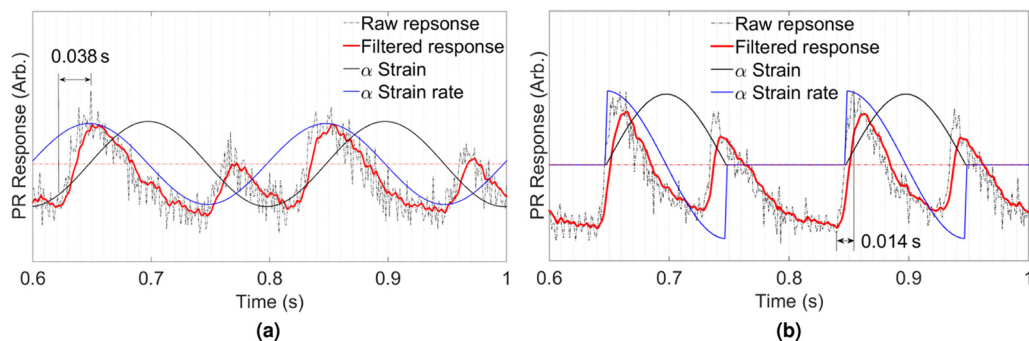 PR Response (Arb.)
0.038 s
Raw repsonse
Filtered response
α Strain
α Strain rate
0.6 0.7 0.8 0.9 1
Time (s)
(a)
PR Response (Arb.)
Raw repsonse
Filtered response
α Strain
α Strain rate
0.014 s
0.6 0.7 0.8 0.9 1
Time (s)
(b)